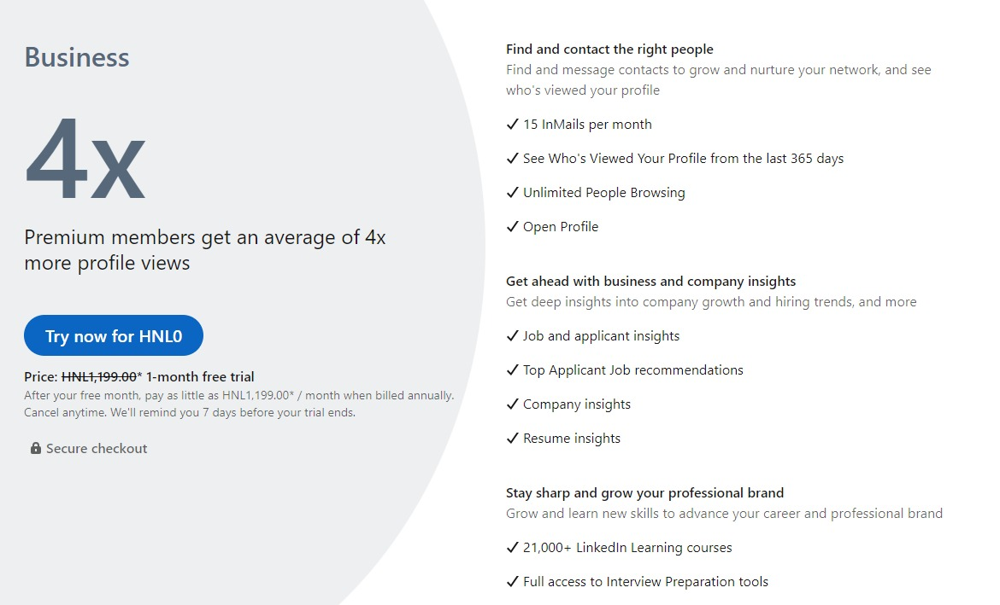 Business
4x
Premium members get an average of 4x
more profile views
Try now for HNL0
Price: HNL1,199.00* 1-month free trial
After your free month, pay as little as HNL1,199.00* / month when billed annually.
Cancel anytime. We'll remind you 7 days before your trial ends.
Secure checkout
Find and contact the right people
Find and message contacts to grow and nurture your network, and see
who's viewed your profile
15 InMails per month
See Who's Viewed Your Profile from the last 365 days
Unlimited People Browsing
Open Profile
Get ahead with business and company insights
Get deep insights into company growth and hiring trends, and more
Job and applicant insights
Top Applicant Job recommendations
Company insights
Resume insights
Stay sharp and grow your professional brand
Grow and learn new skills to advance your career and professional brand
21,000+ LinkedIn Learning courses
Full access to Interview Preparation tools